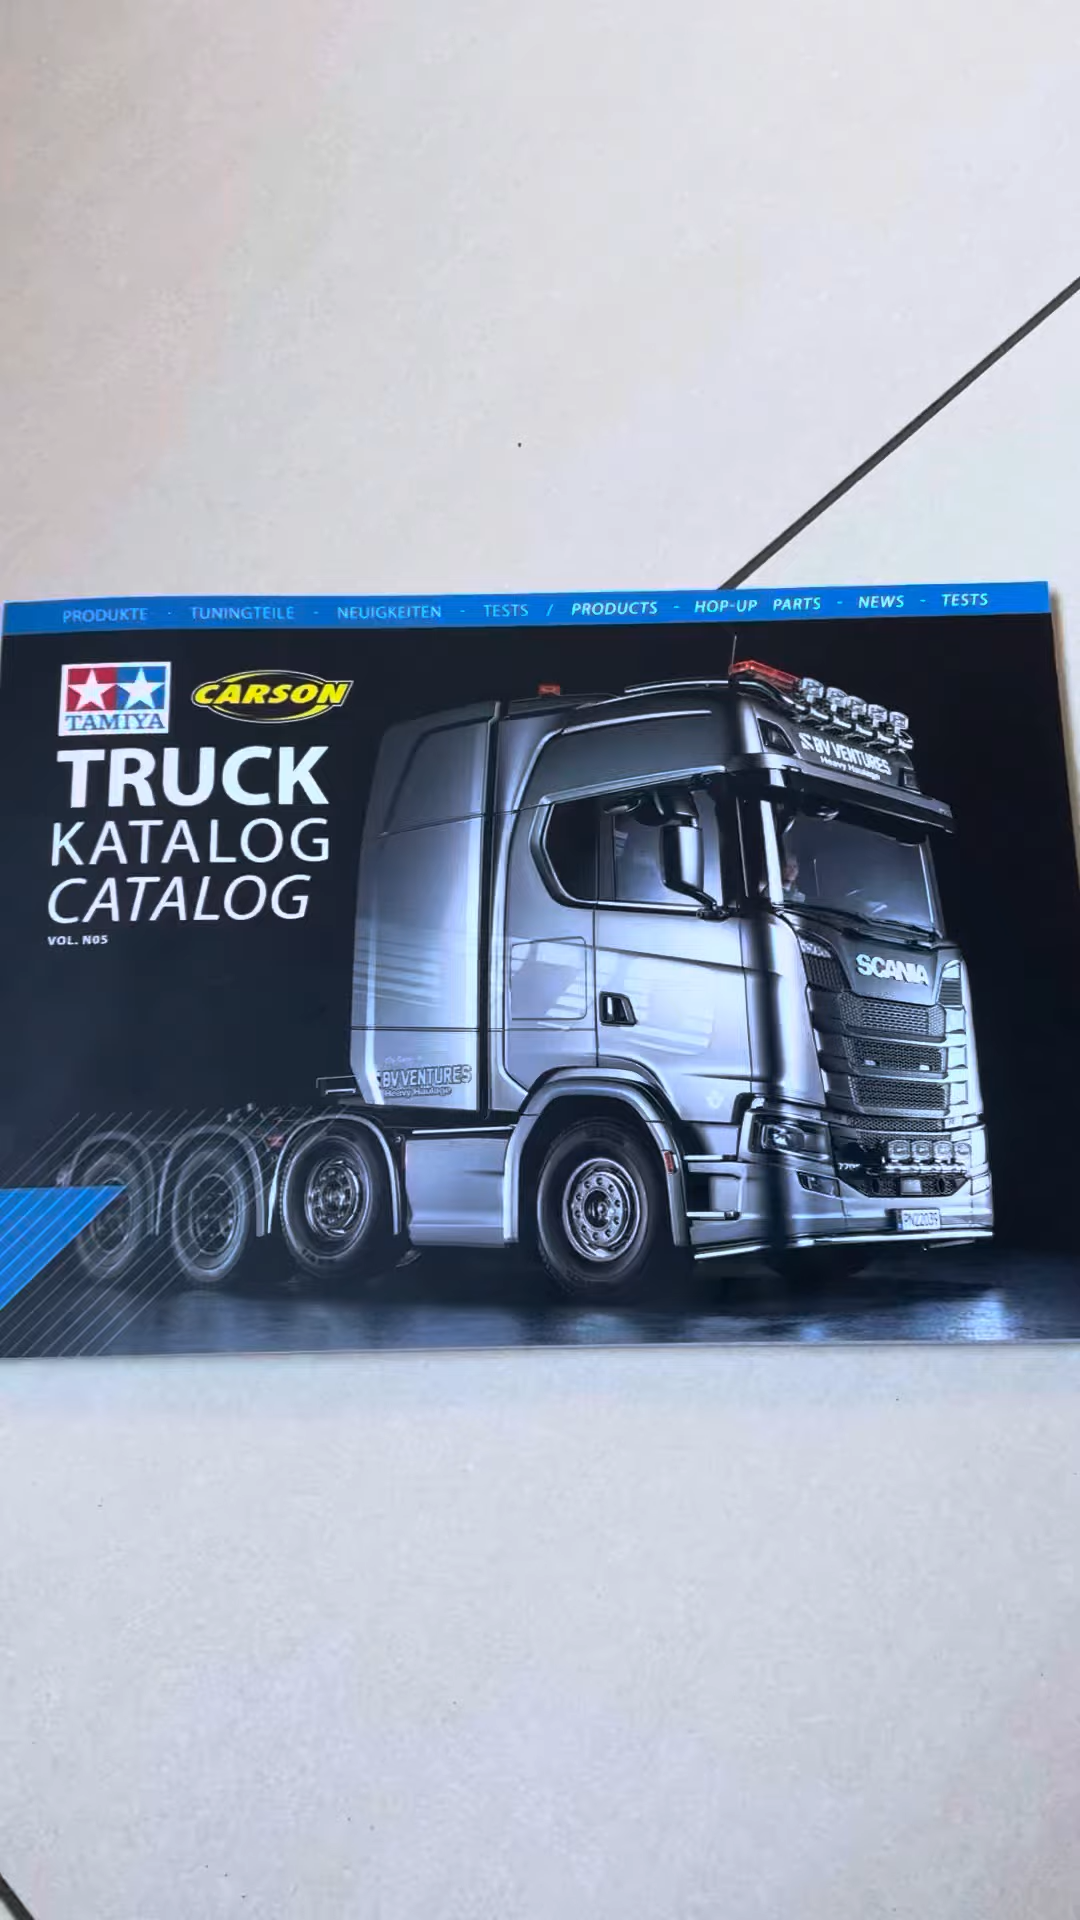 PRODUKTE - TUNINGTEILE - NEUIGKEITEN - TESTS / PRODUCTS - HOP-UP PARTS - NEWS - TESTS
TAMIYA
CARSON
TRUCK
KATALOG
CATALOG
VOL. N05
BV VENTURES
Heavy Haulage
SCANIA
BV VENTURES
Heavy Haulage